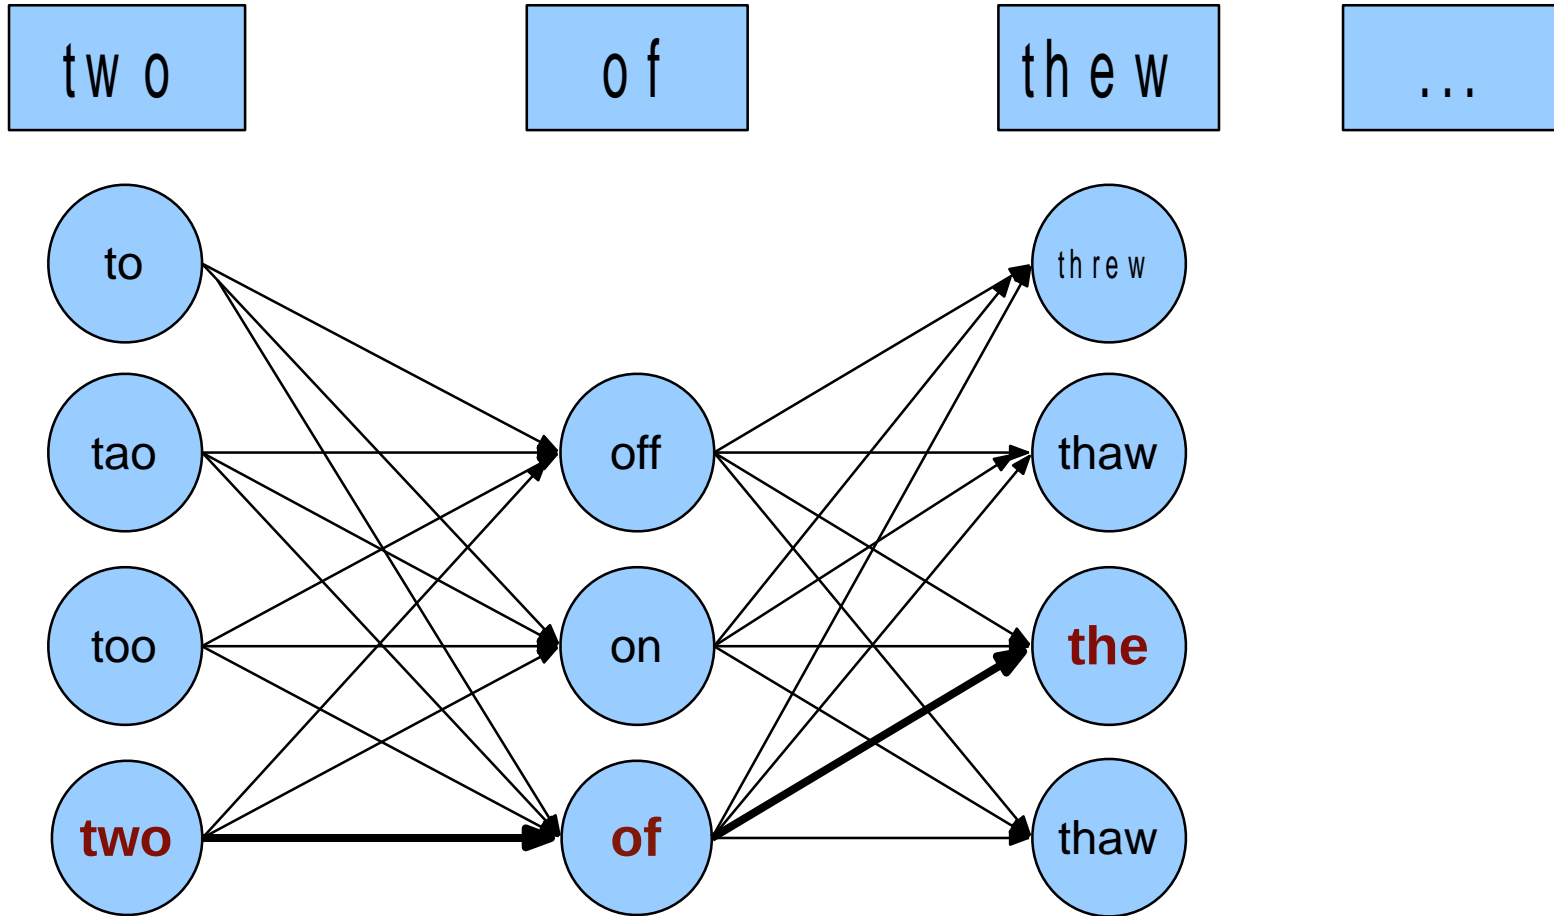 two of thew ...
to threw
tao off thaw
too on the
two of thaw